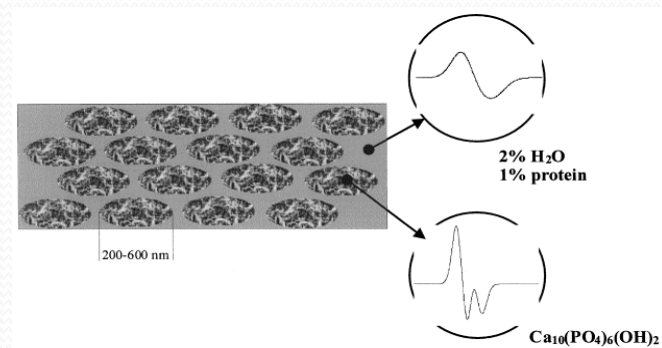 2% H₂O
1% protein
200-600 nm
Ca₁₀(PO₄)₆(OH)₂